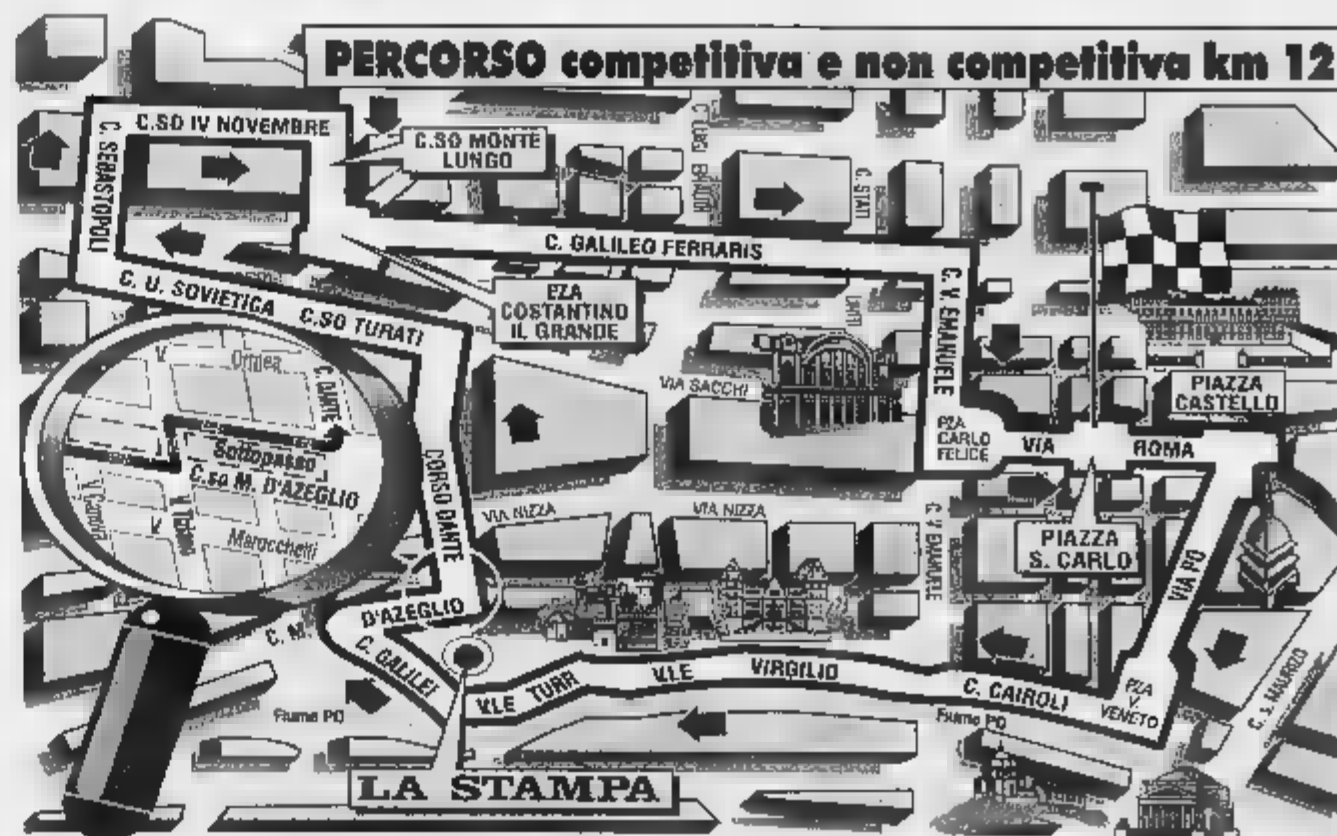 PERCORSO competitiva e non competitiva km 12
C.SO IV NOVEMBRE
C. SEBASTOPOLI
C.SO MONTE
LUNGO
C. STATI
C. GALILEO FERRARIS
C. U. SOVIETICA
C.SO TURATI
EZA
COSTANTINO
IL GRANDE
C. V. EMANUELE
VIA SACCHI
PIAZZA
CASTELLO
PZA
CARLO
FELICE
VIA ROMA
V.
Ormea
C. DANTE
Sottopasso
C.so M. D'AZEGLIO
V.
Marocchetti
CORSO DANTE
VIA NIZZA
VIA NIZZA
C. V. EMANUELE
PIAZZA
S. CARLO
VIA PO
D'AZEGLIO
C. M.
C. GALILEI
V.LE TURR
V.LE VIRGILIO
C. CAIROLI
PZA
V.
VENETO
C. S. MAURIZIO
Fiume PO
Fiume PO
LA STAMPA